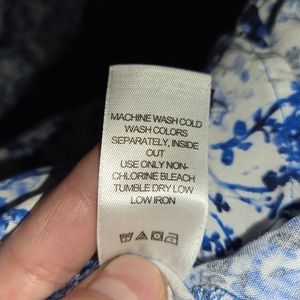 MACHINE WASH COLD
WASH COLORS
SEPARATELY, INSIDE
OUT
USE ONLY NON-
CHLORINE BLEACH
TUMBLE DRY LOW
LOW IRON